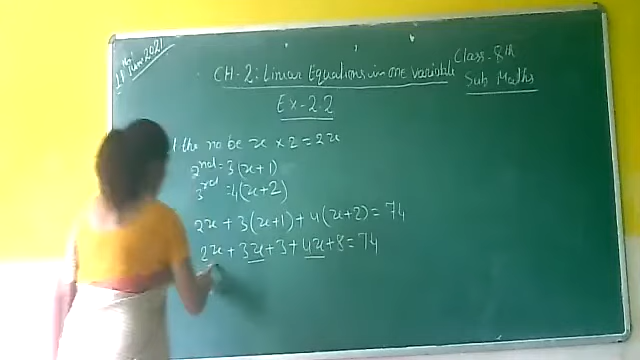 11 June 2021
Class-8th
CH-2: Linear Equations in one variable
Sub Maths
Ex-2.2
the no be x × 2 = 2x
2nd = 3(x+1)
3rd = 4(x+2)
2x + 3(x+1) + 4(x+2) = 74
2x + 3x + 3 + 4x + 8 = 74